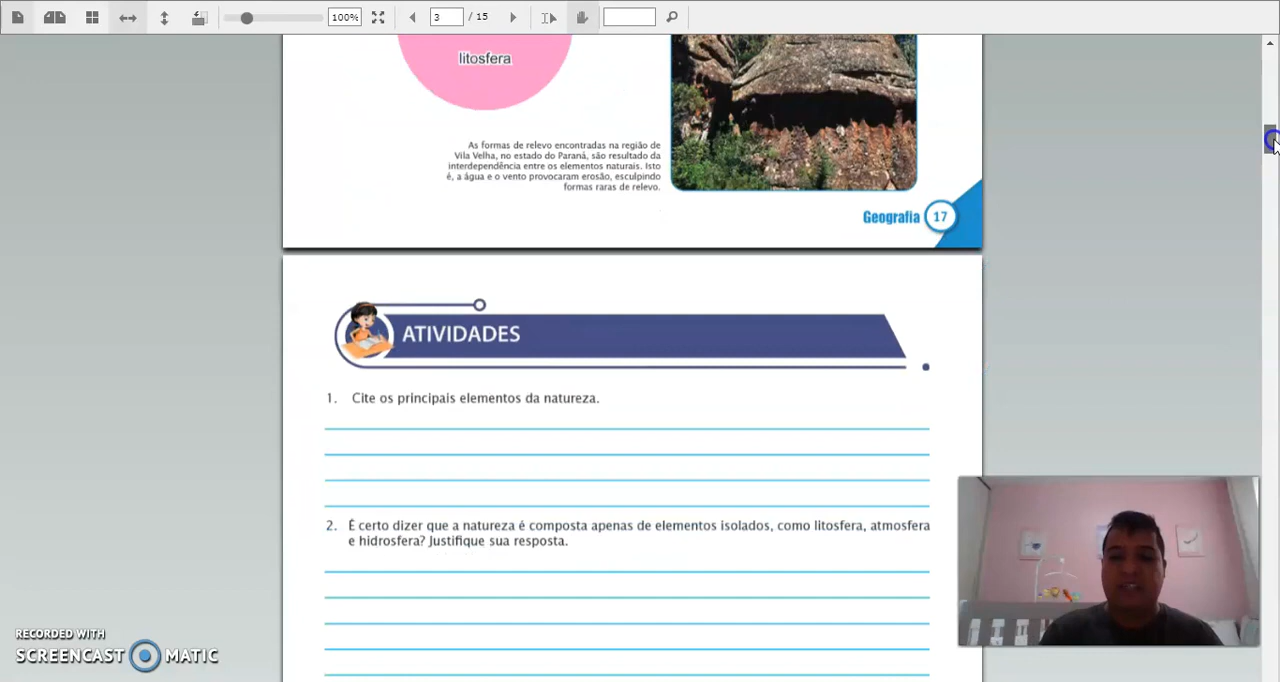 100%
3
/ 15
litosfera
As formas de relevo encontradas na região de
Vila Velha, no estado do Paraná, são resultado da
interdependência entre os elementos naturais. Isto
é, a água e o vento provocaram erosão, esculpindo
formas raras de relevo.
Geografia 17
ATIVIDADES
1. Cite os principais elementos da natureza.
2. É certo dizer que a natureza é composta apenas de elementos isolados, como litosfera, atmosfera
e hidrosfera? Justifique sua resposta.
RECORDED WITH
SCREENCAST MATIC